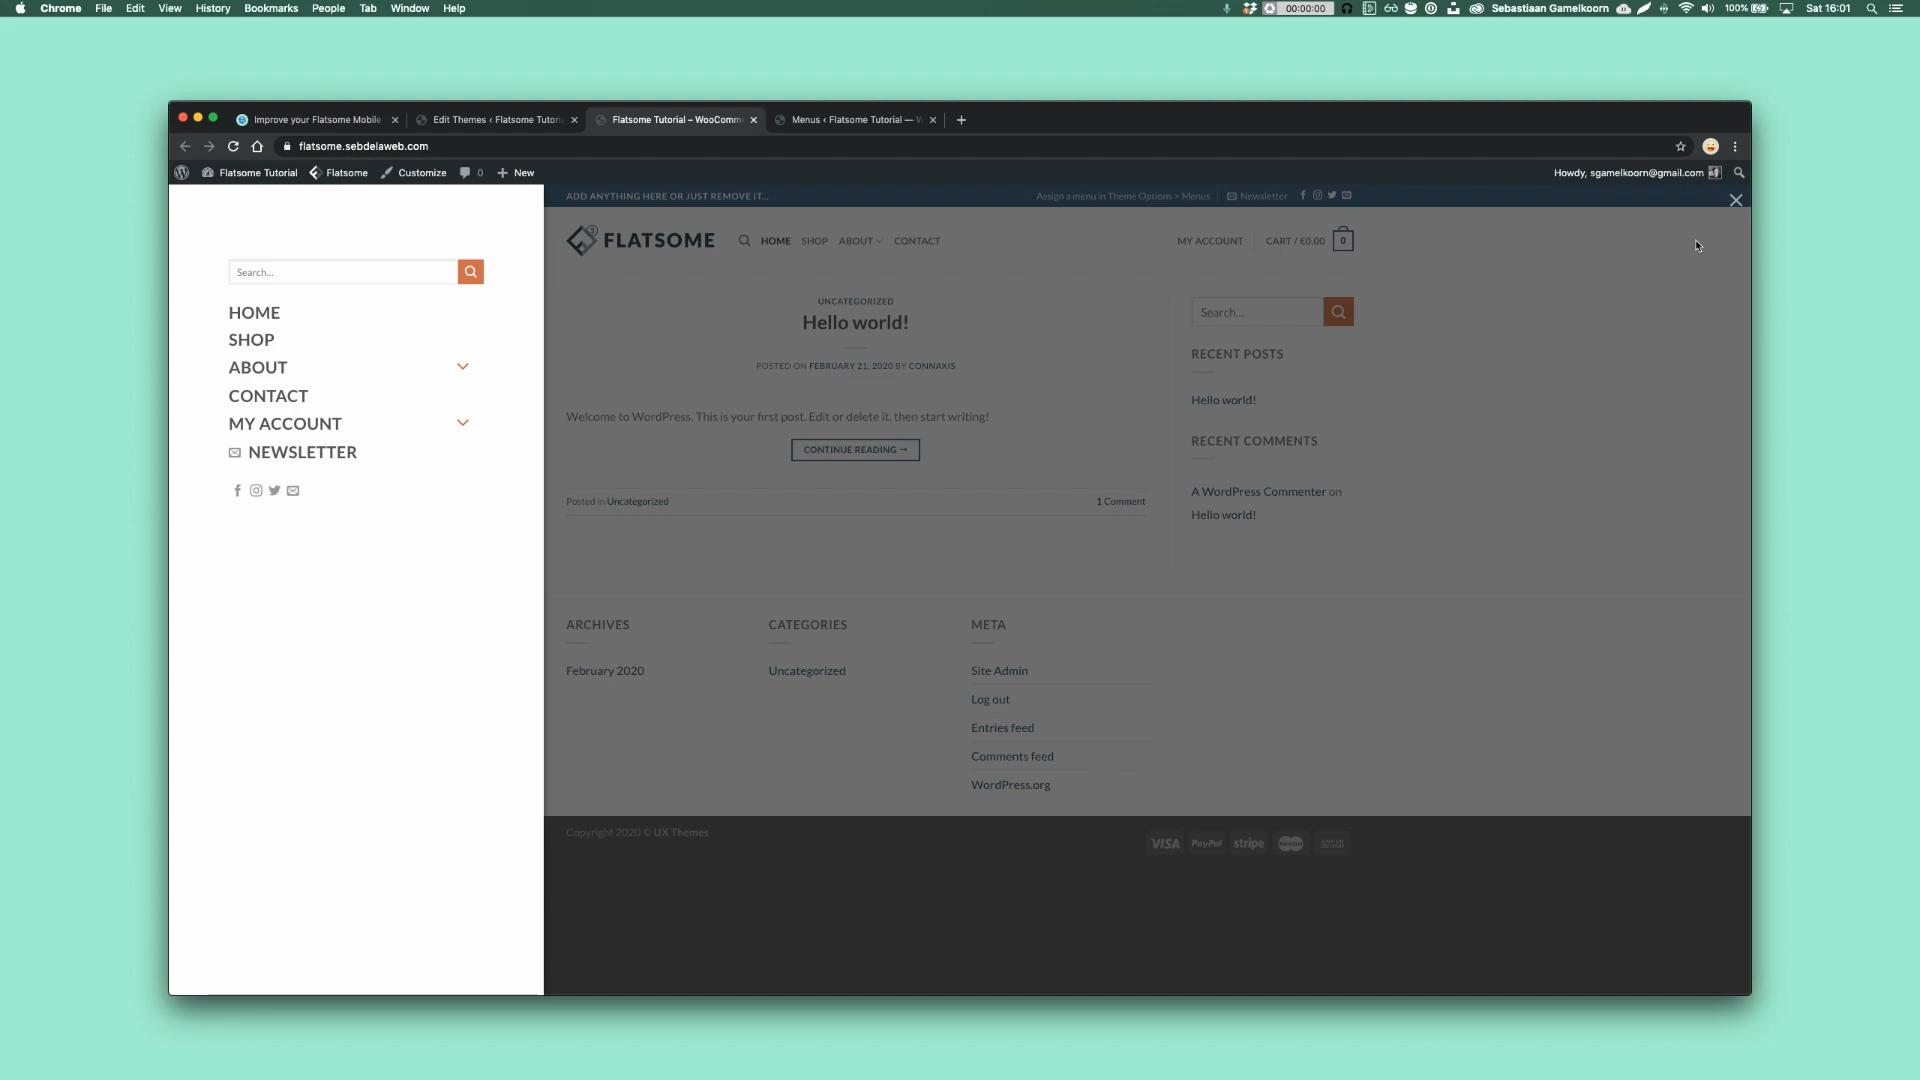 Chrome File Edit View History Bookmarks People Tab Window Help 00:00:00 Sebastiaan Gamelkoorn 100% Sat 16:01
Improve your Flatsome Mobile Edit Themes ‹ Flatsome Tutori Flatsome Tutorial – WooComm Menus ‹ Flatsome Tutorial — W
flatsome.sebdelaweb.com
Flatsome Tutorial Flatsome Customize 0 New Howdy, sgamelkoorn@gmail.com
ADD ANYTHING HERE OR JUST REMOVE IT... Assign a menu in Theme Options > Menus Newsletter
3 FLATSOME HOME SHOP ABOUT CONTACT MY ACCOUNT CART / €0.00 0
Search...
HOME
SHOP
ABOUT
CONTACT
MY ACCOUNT
NEWSLETTER
UNCATEGORIZED
Hello world!
POSTED ON FEBRUARY 21, 2020 BY CONNAXIS
Welcome to WordPress. This is your first post. Edit or delete it, then start writing!
CONTINUE READING →
Posted in Uncategorized 1 Comment
Search...
RECENT POSTS
Hello world!
RECENT COMMENTS
A WordPress Commenter on
Hello world!
ARCHIVES
February 2020
CATEGORIES
Uncategorized
META
Site Admin
Log out
Entries feed
Comments feed
WordPress.org
Copyright 2020 © UX Themes
VISA PayPal stripe